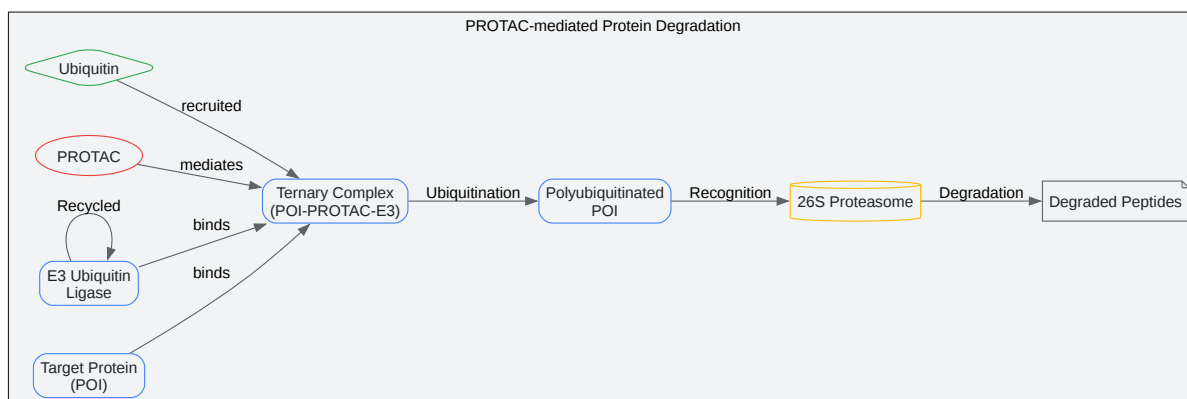 PROTAC-mediated Protein Degradation
Ubiquitin
recruited
PROTAC
mediates
Recycled
binds
E3 Ubiquitin
Ligase
binds
Target Protein
(POI)
Ternary Complex
(POI-PROTAC-E3)
Ubiquitination
Polyubiquitinated
POI
Recognition
26S Proteasome
Degradation
Degraded Peptides